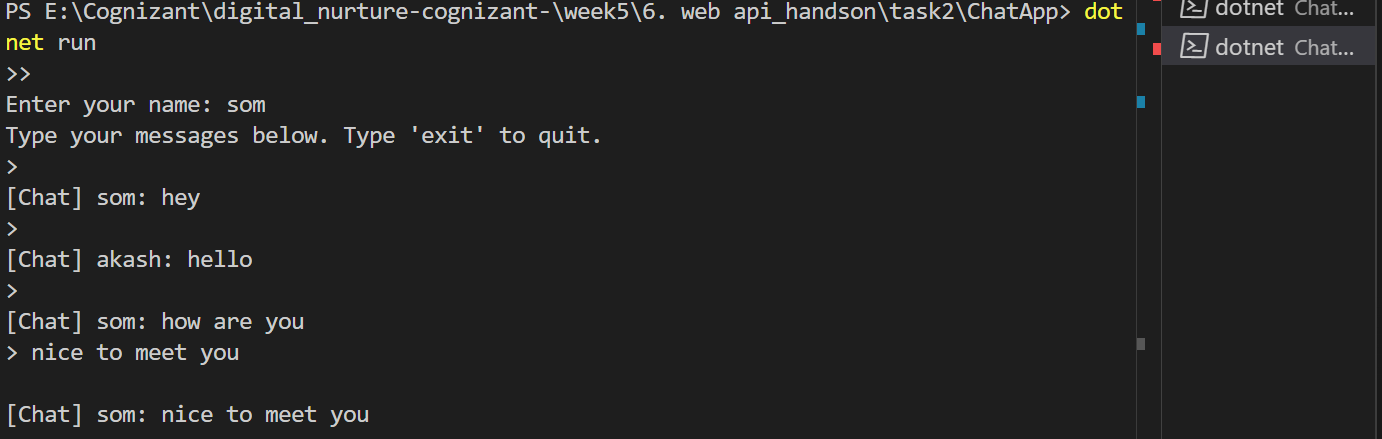 PS E:\Cognizant\digital_nurture-cognizant-\week5\6. web api_handson\task2\ChatApp> dot
net run
>>
Enter your name: som
Type your messages below. Type 'exit' to quit.
>
[Chat] som: hey
>
[Chat] akash: hello
>
[Chat] som: how are you
> nice to meet you
[Chat] som: nice to meet you
dotnet Chat...
dotnet Chat...